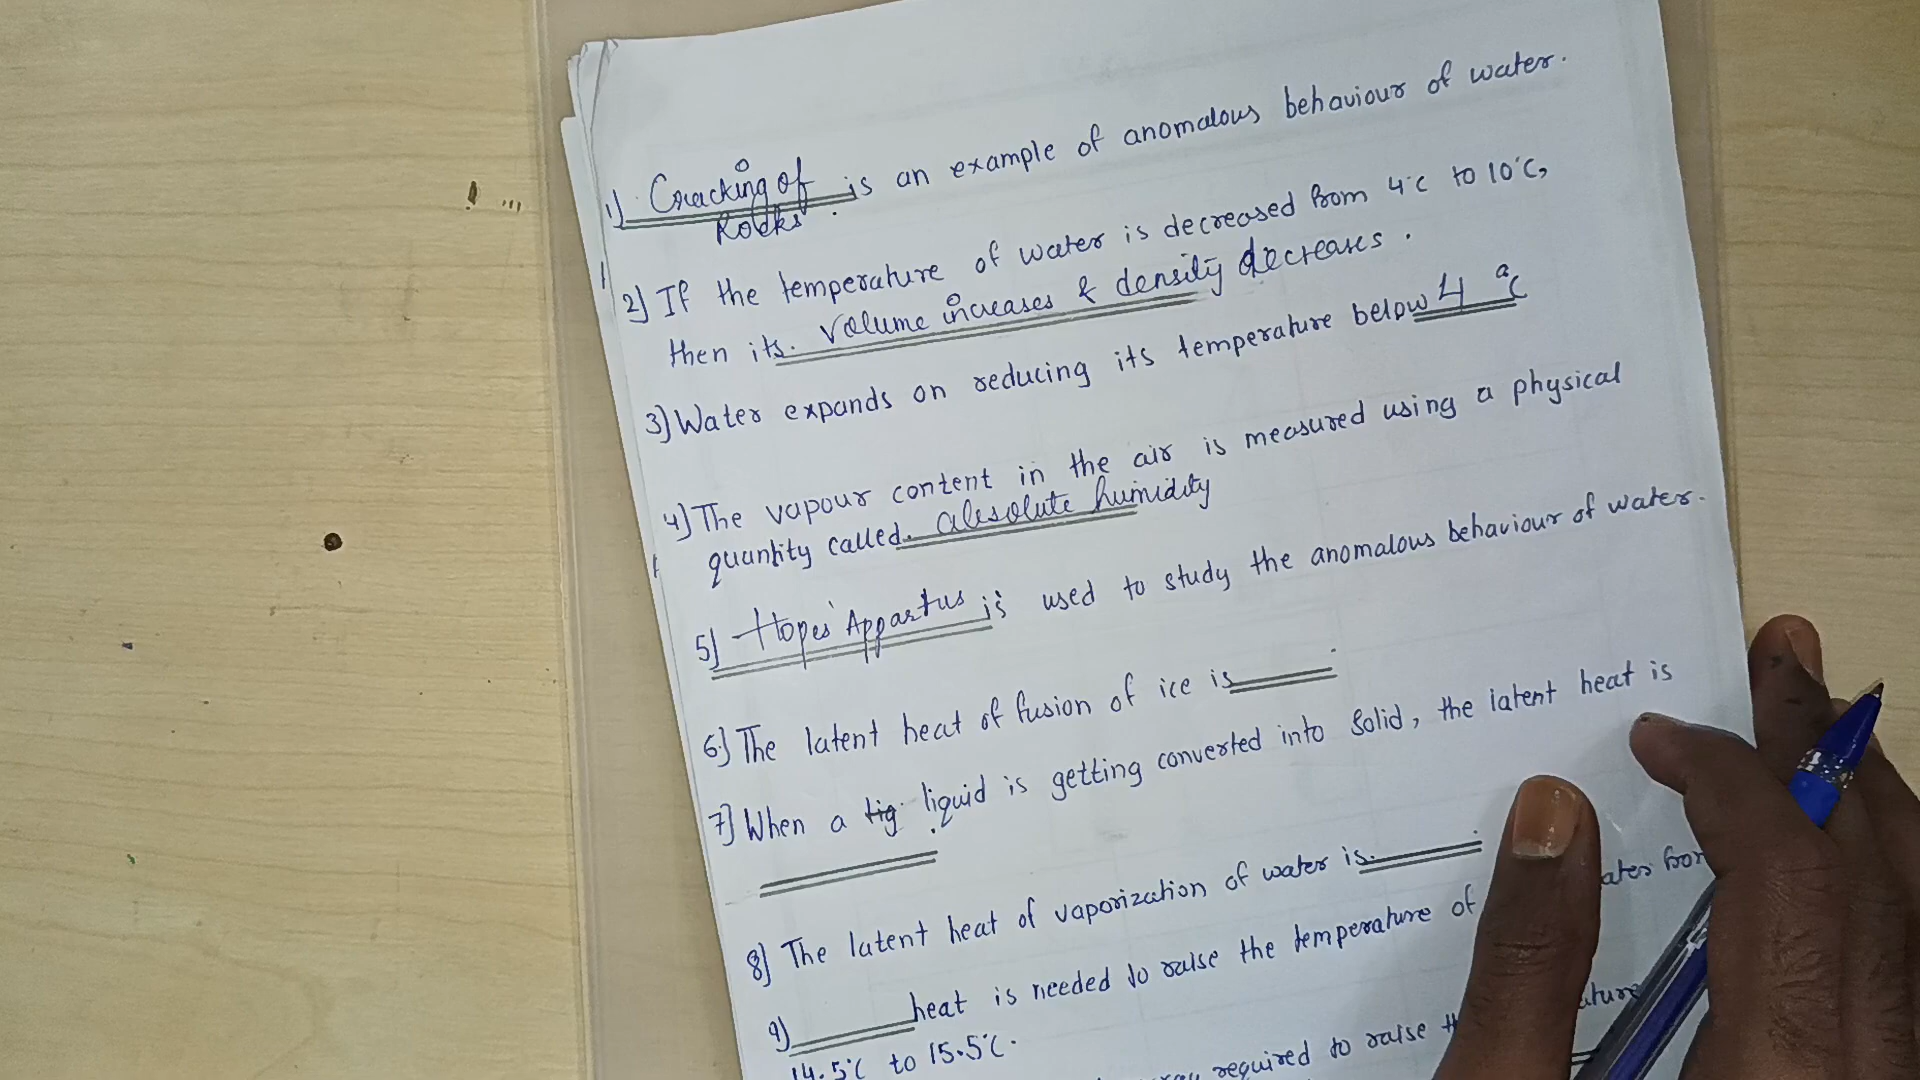 1) Cracking of is an example of anomalous behaviour of water.
Rocks
2) If the temperature of water is decreased from 4°C to 10°C,
then its. Volume increases & density decreases.
3) Water expands on reducing its temperature below 4 °C
4) The vapour content in the air is measured using a physical
quantity called. absolute humidity
5) Hopes' Appartus is used to study the anomalous behaviour of water.
6) The latent heat of fusion of ice is
7) When a lig liquid is getting converted into solid, the latent heat is
8) The latent heat of vaporization of water is.
9) heat is needed to raise the temperature of
14.5°C to 15.5°C.
required to raise